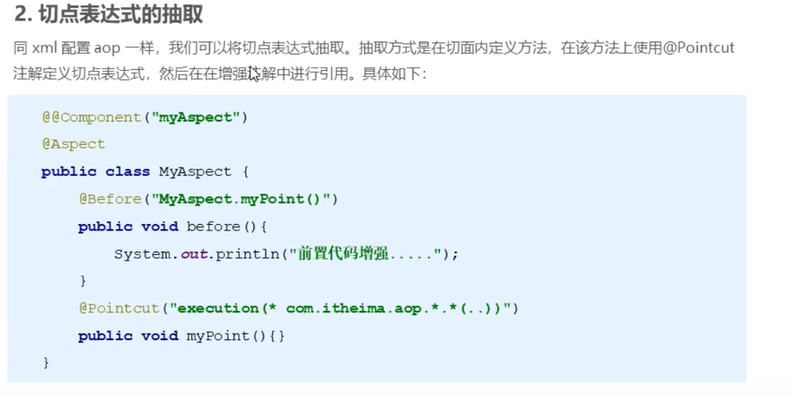 2. 切点表达式的抽取
同 xml 配置 aop 一样，我们可以将切点表达式抽取。抽取方式是在切面内定义方法，在该方法上使用@Pointcut
注解定义切点表达式，然后在在增强注解中进行引用。具体如下：
@@Component("myAspect")
@Aspect
public class MyAspect {
@Before("MyAspect.myPoint()")
public void before(){
System.out.println("前置代码增强.....");
}
@Pointcut("execution(* com.itheima.aop.*.*(..))")
public void myPoint(){}
}